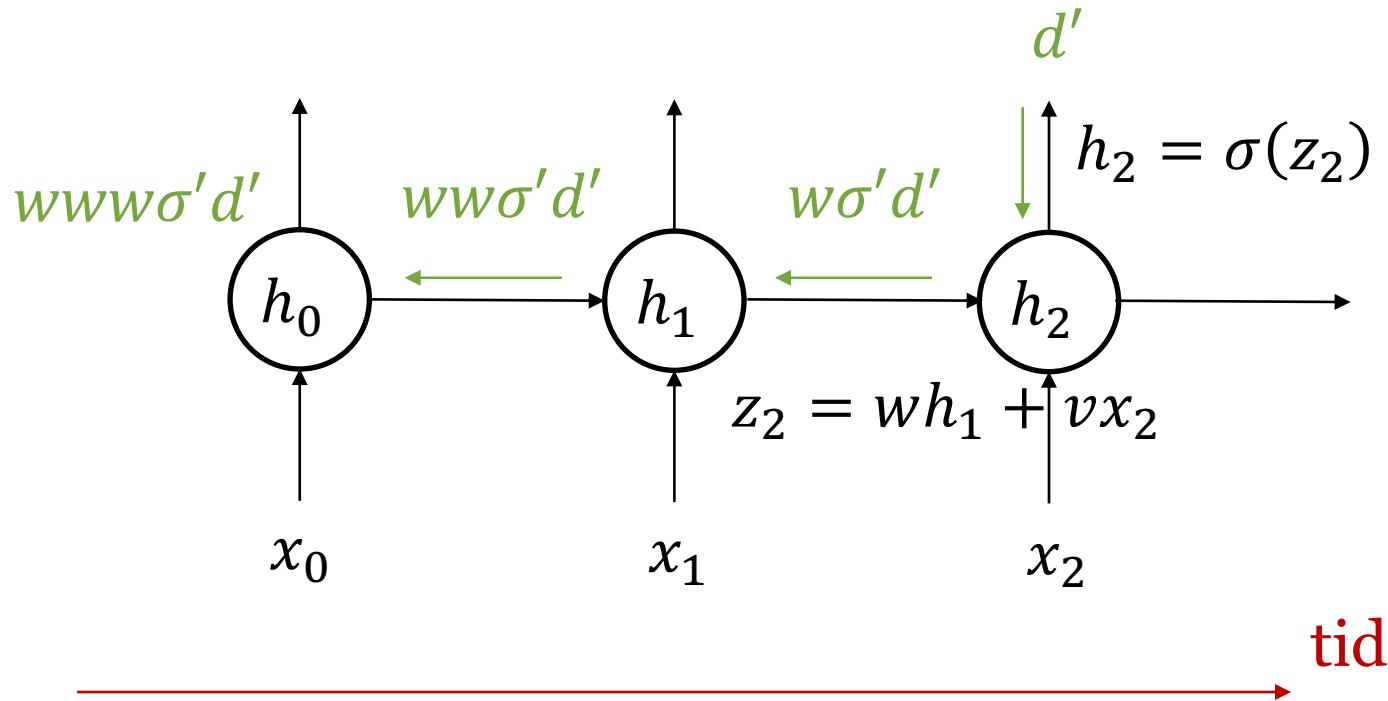 d′
h₂ = σ(z₂)
wwwσ′d′
wwσ′d′
wσ′d′
h₀
h₁
h₂
z₂ = wh₁ + vx₂
x₀
x₁
x₂
tid